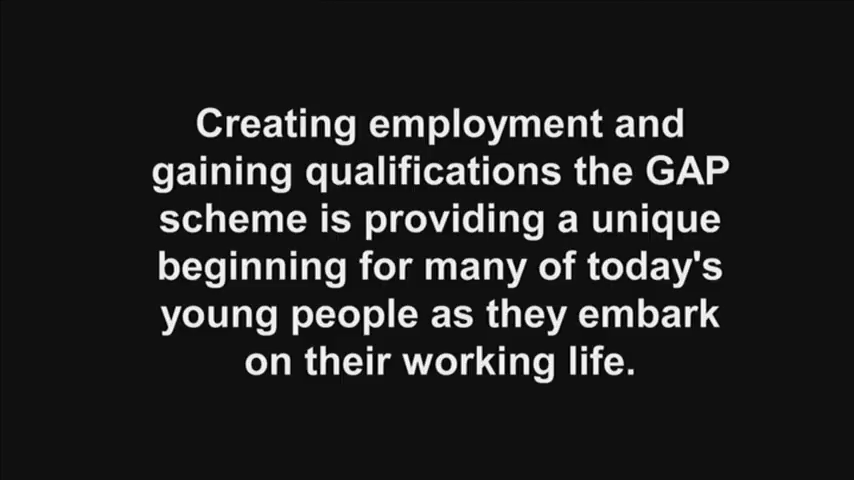 Creating employment and
gaining qualifications the GAP
scheme is providing a unique
beginning for many of today's
young people as they embark
on their working life.